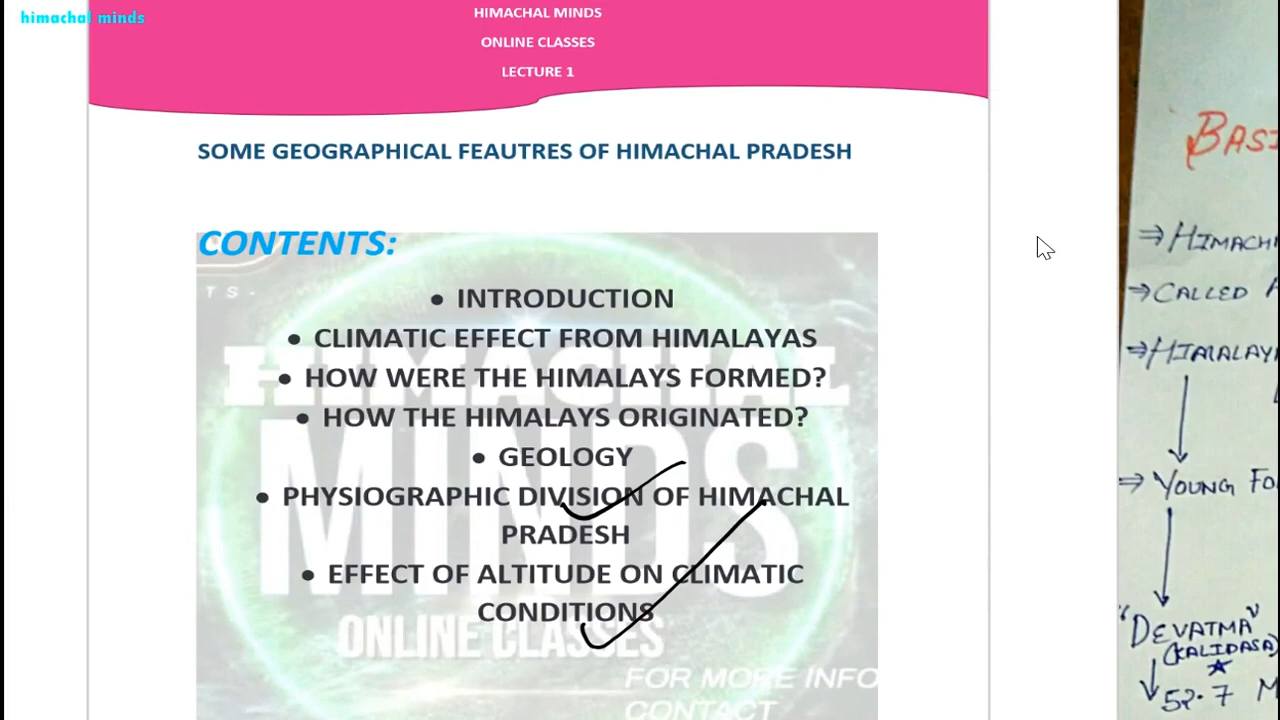 himachal minds
HIMACHAL MINDS
ONLINE CLASSES
LECTURE 1
SOME GEOGRAPHICAL FEAUTRES OF HIMACHAL PRADESH
CONTENTS:
• INTRODUCTION
• CLIMATIC EFFECT FROM HIMALAYAS
• HOW WERE THE HIMALAYS FORMED?
• HOW THE HIMALAYS ORIGINATED?
• GEOLOGY
• PHYSIOGRAPHIC DIVISION OF HIMACHAL
PRADESH
• EFFECT OF ALTITUDE ON CLIMATIC
CONDITIONS
TS-
HIMACHAL
MINDS
ONLINE CLASSES
FOR MORE INFO
CONTACT
BASI
⇒ HIMACH
⇒ CALLED
⇒ HIMALAY
⇒ YOUNG FO
"DEVATMA"
(KALIDASA)
52.7 M